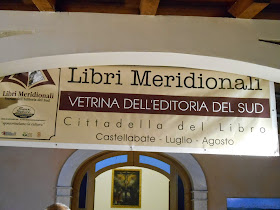 Libri Meridionali
Libri Meridionali
VETRINA DELL'EDITORIA DEL SUD
Cittadella del Libro
Castellabate - Luglio - Agosto